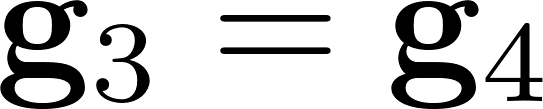 g₃ = g₄